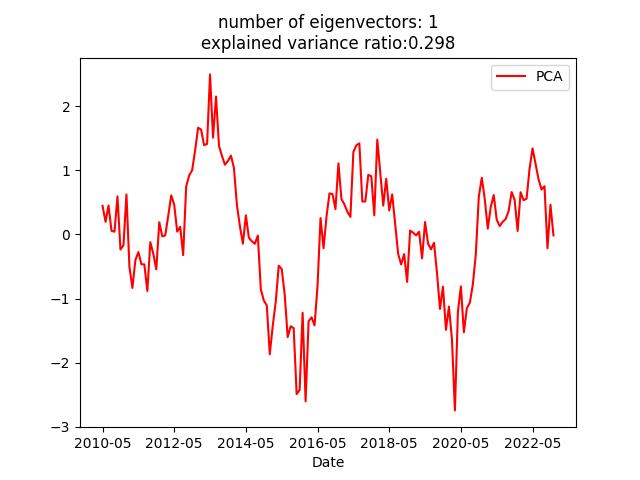 number of eigenvectors: 1
explained variance ratio:0.298
PCA
2
1
0
−1
−2
−3
2010-05 2012-05 2014-05 2016-05 2018-05 2020-05 2022-05
Date